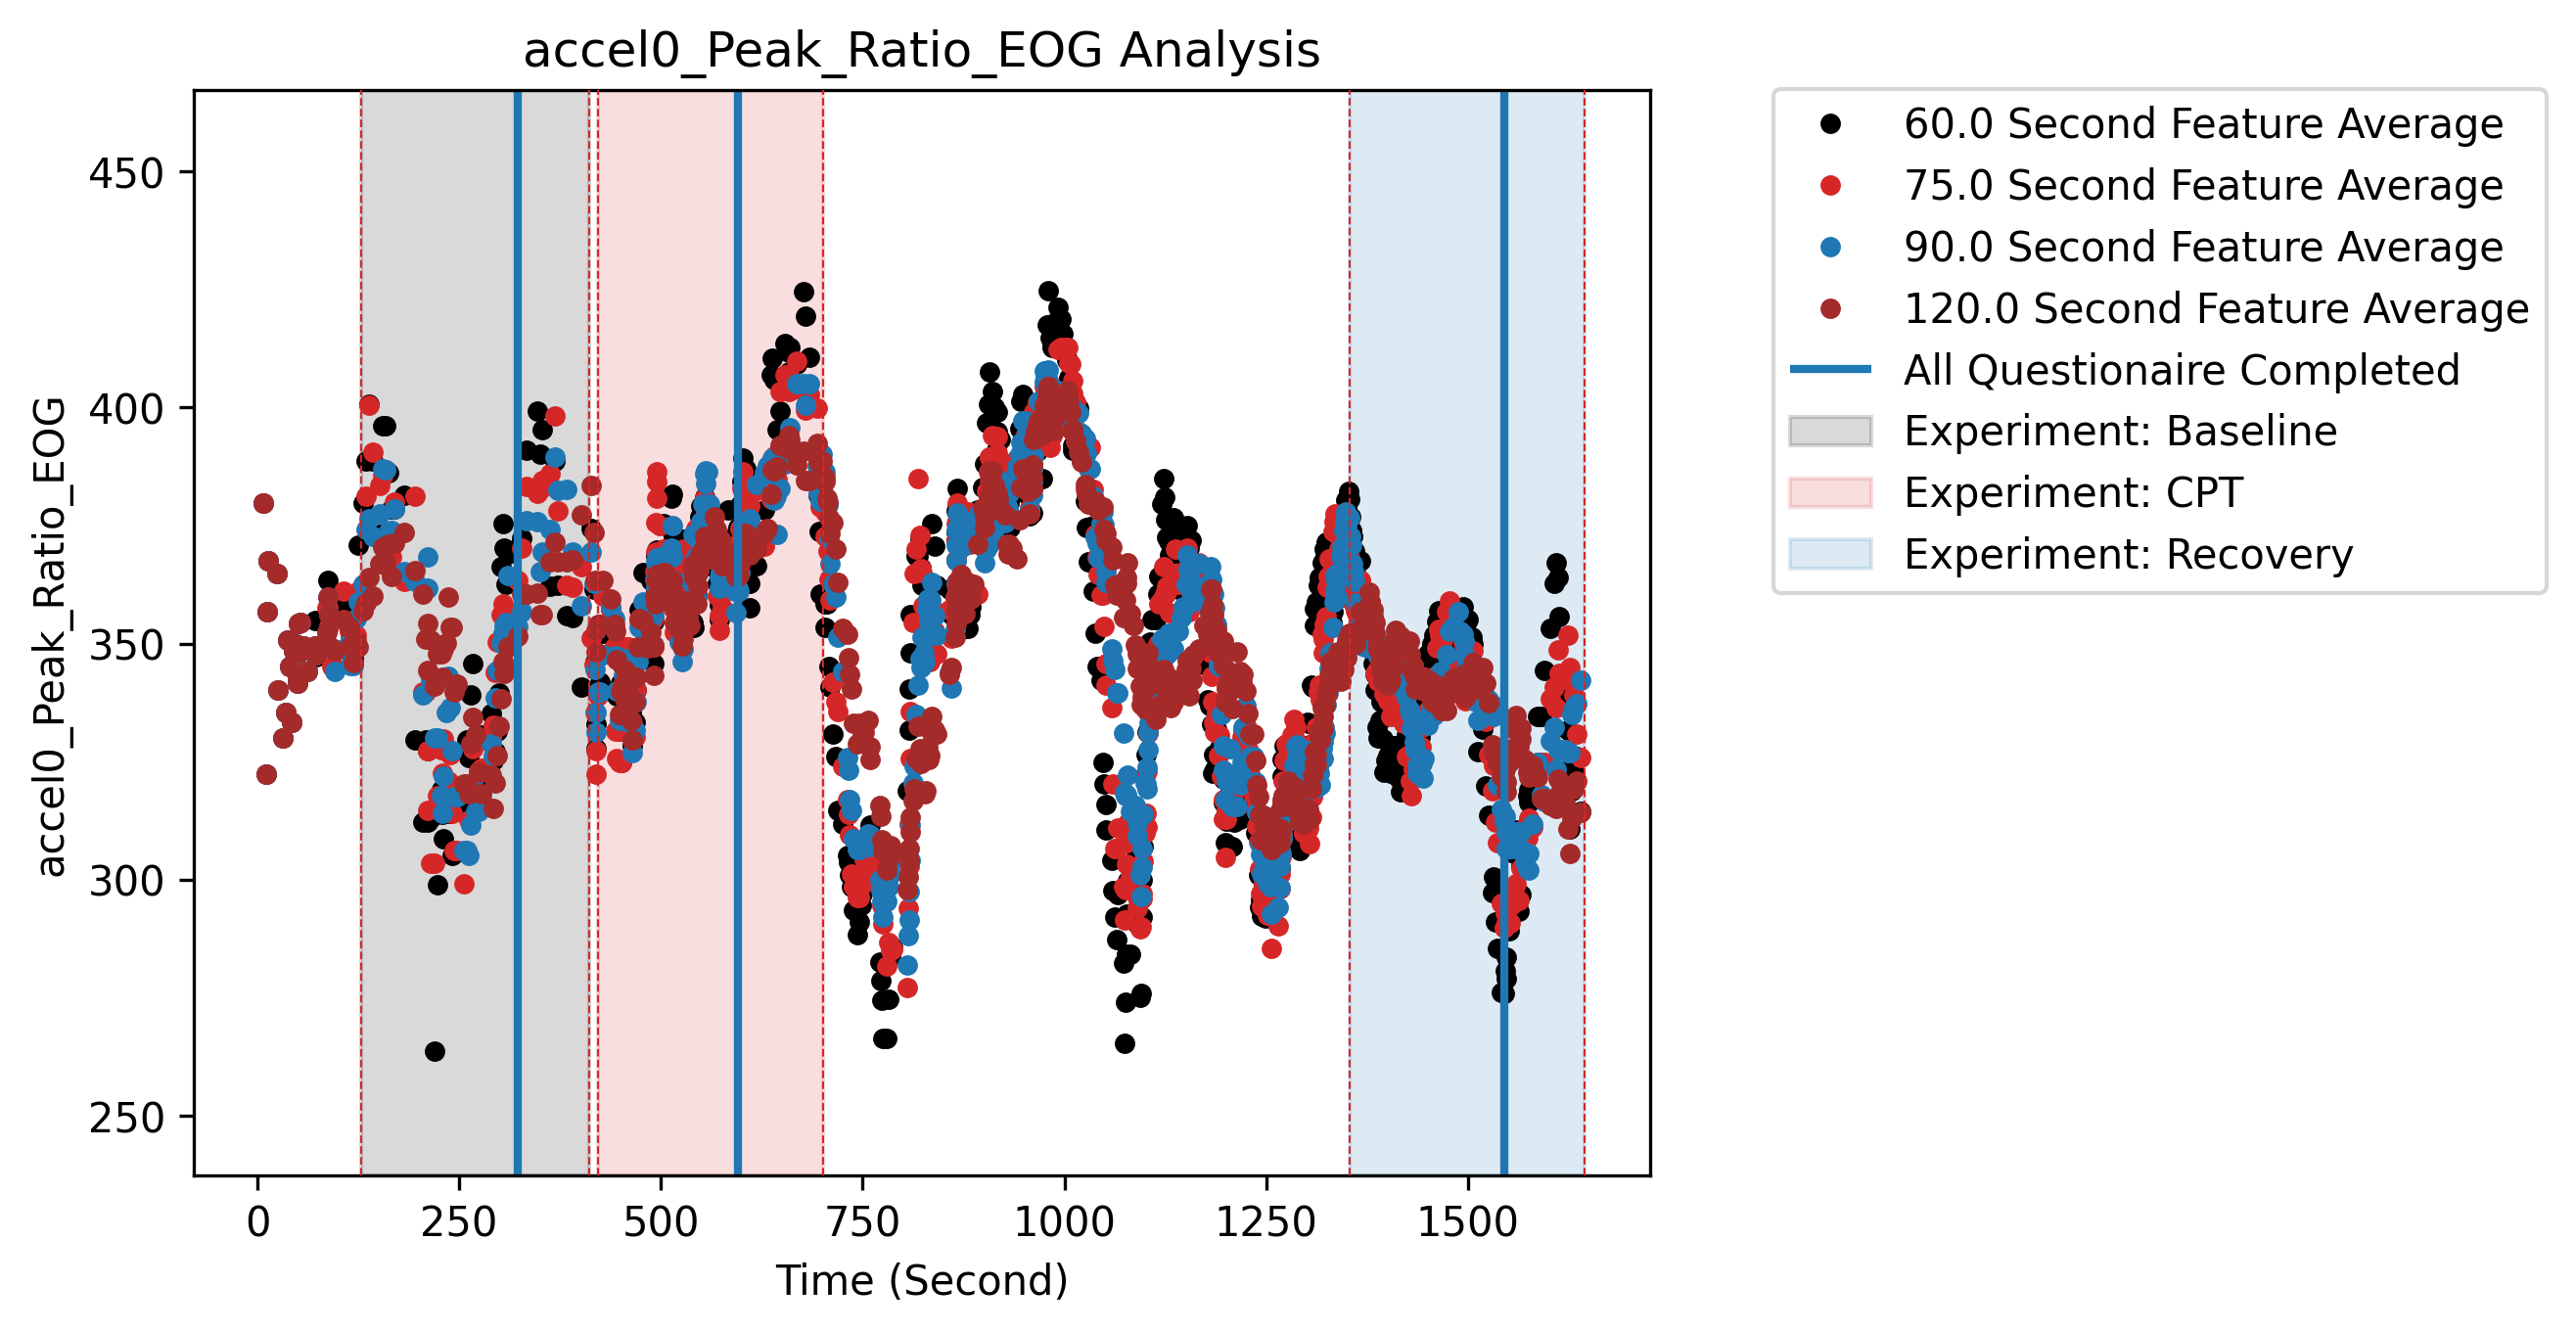 accel0_Peak_Ratio_EOG Analysis
accel0_Peak_Ratio_EOG
450
400
350
300
250
0 250 500 750 1000 1250 1500
Time (Second)
60.0 Second Feature Average
75.0 Second Feature Average
90.0 Second Feature Average
120.0 Second Feature Average
All Questionaire Completed
Experiment: Baseline
Experiment: CPT
Experiment: Recovery